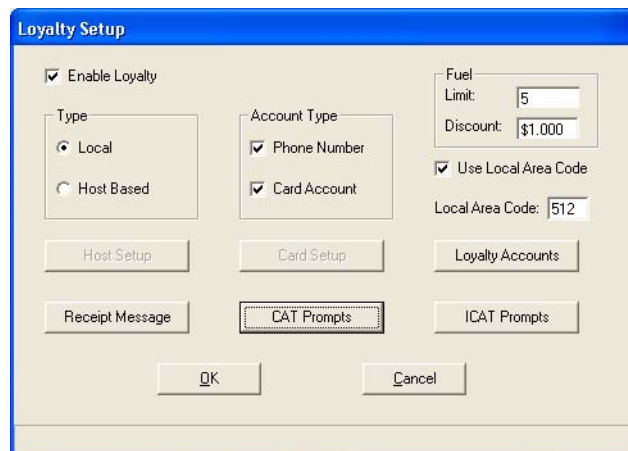 Loyalty Setup
Enable Loyalty
Fuel
Limit: 5
Discount: $1.000
Type
Local
Host Based
Account Type
Phone Number
Card Account
Use Local Area Code
Local Area Code: 512
Host Setup
Card Setup
Loyalty Accounts
Receipt Message
CAT Prompts
ICAT Prompts
OK
Cancel